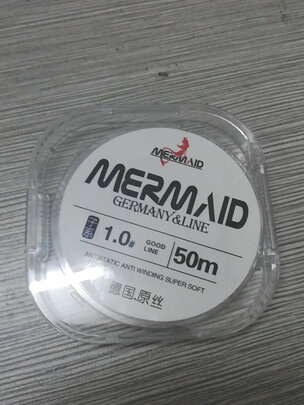 MERMAID
MERMAID
GERMANY&LINE
1.0# GOOD LINE 50m
ANTISTATIC ANTI WINDING SUPER SOFT
德国.原丝